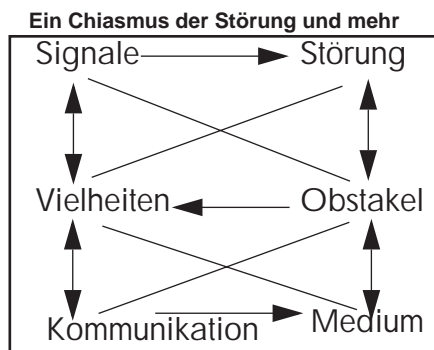 Ein Chiasmus der Störung und mehr
Signale Störung
Vielheiten Obstakel
Kommunikation Medium